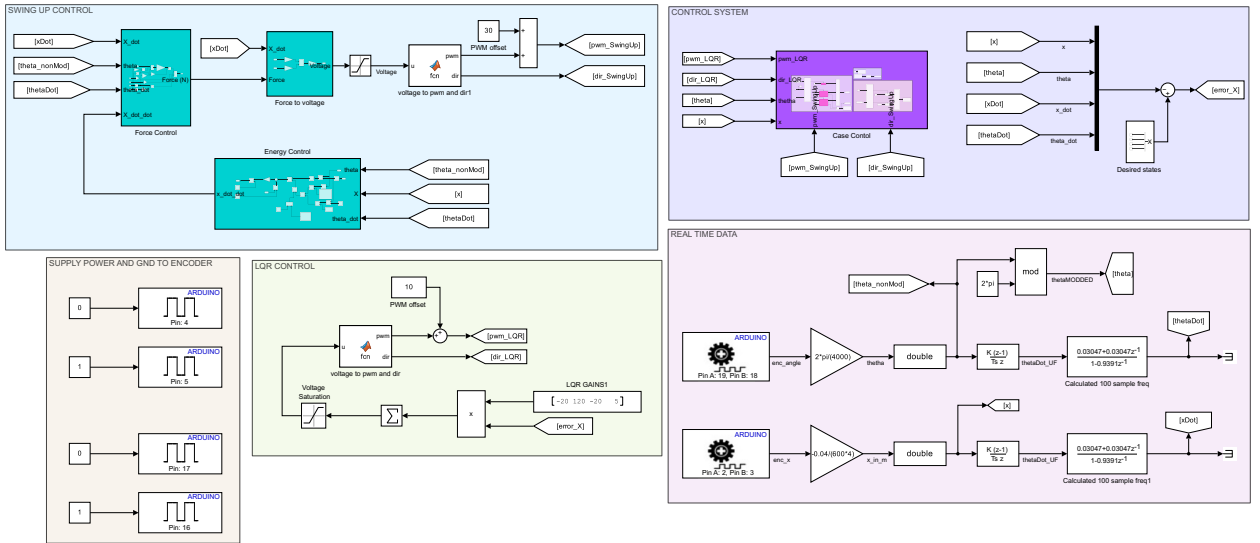 SWING UP CONTROL
[xDot]
[theta_nonMod]
[thetaDot]
X_dot
theta
theta_dot
X_dot_dot
Force (N)
Force Control
[xDot]
X_dot
Force
Voltage
Force to voltage
Voltage
u
fcn
pwm
dir
voltage to pwm and dir1
30
PWM offset
+
+
[pwm_SwingUp]
[dir_SwingUp]
Energy Control
x_dot_dot
theta
X
theta_dot
[theta_nonMod]
[x]
[thetaDot]
CONTROL SYSTEM
[pwm_LQR]
[dir_LQR]
[theta]
[x]
pwm_LQR
dir_LQR
thetha
x
pwm_SwingUp
dir_SwingUp
Case Contol
[pwm_SwingUp]
[dir_SwingUp]
[x]
x
[theta]
theta
[xDot]
x_dot
[thetaDot]
theta_dot
-x
Desired states
[error_X]
SUPPLY POWER AND GND TO ENCODER
0
ARDUINO
Pin: 4
1
ARDUINO
Pin: 5
0
ARDUINO
Pin: 17
1
ARDUINO
Pin: 16
LQR CONTROL
10
PWM offset
u
fcn
pwm
dir
voltage to pwm and dir
[pwm_LQR]
[dir_LQR]
Voltage
Saturation
Σ
x
LQR GAINS1
[-20 120 -20 5]
[error_X]
REAL TIME DATA
[theta_nonMod]
2*pi
mod
thetaMODDED
[theta]
ARDUINO
Pin A: 19, Pin B: 18
enc_angle
2*pi/(4000)
thetha
double
K (z-1)
Ts z
thetaDot_UF
0.03047+0.03047z⁻¹
1-0.9391z⁻¹
Calculated 100 sample freq
[thetaDot]
ARDUINO
Pin A: 2, Pin B: 3
enc_x
-0.04/(600*4)
x_in_m
double
[x]
K (z-1)
Ts z
thetaDot_UF
0.03047+0.03047z⁻¹
1-0.9391z⁻¹
Calculated 100 sample freq1
[xDot]